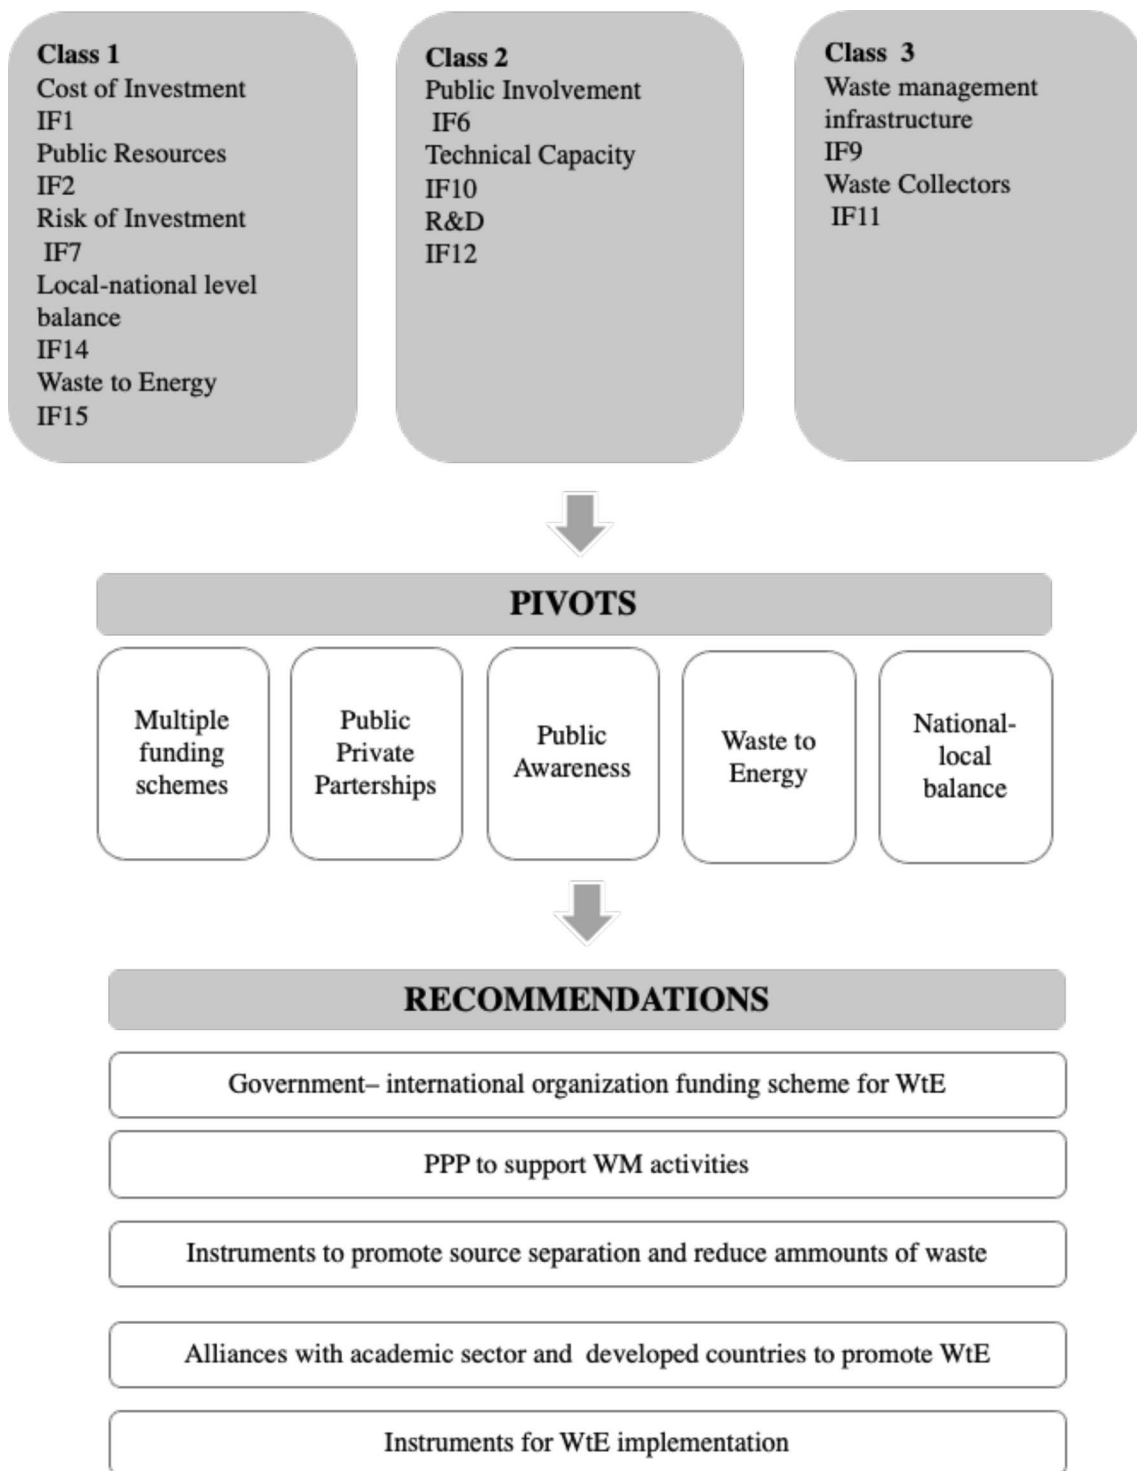 Class 1
Cost of Investment
IF1
Public Resources
IF2
Risk of Investment
IF7
Local-national level
balance
IF14
Waste to Energy
IF15
Class 2
Public Involvement
IF6
Technical Capacity
IF10
R&D
IF12
Class 3
Waste management
infrastructure
IF9
Waste Collectors
IF11
PIVOTS
Multiple
funding
schemes
Public
Private
Parterships
Public
Awareness
Waste to
Energy
National-
local
balance
RECOMMENDATIONS
Government– international organization funding scheme for WtE
PPP to support WM activities
Instruments to promote source separation and reduce ammounts of waste
Alliances with academic sector and developed countries to promote WtE
Instruments for WtE implementation